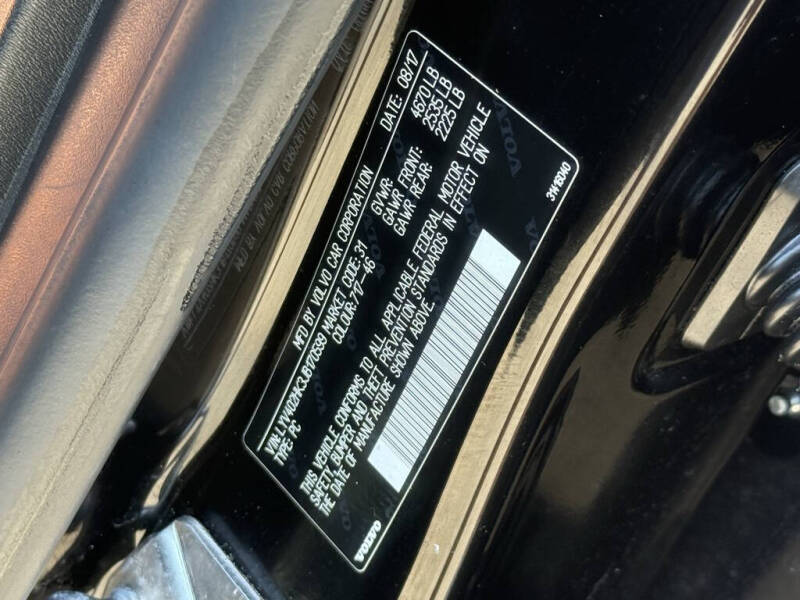 MFD BY VOLVO CAR CORPORATION DATE: 08/17
VIN: MARKET CODE: 31 GVWR: 4670 LB
TYPE: PC COLOUR: 717 - 46 GAWR FRONT: 2535 LB
GAWR REAR: 2225 LB
THIS VEHICLE CONFORMS TO ALL APPLICABLE FEDERAL MOTOR VEHICLE
SAFETY, BUMPER AND THEFT PREVENTION STANDARDS IN EFFECT ON
THE DATE OF MANUFACTURE SHOWN ABOVE.
VOLVO 31416040